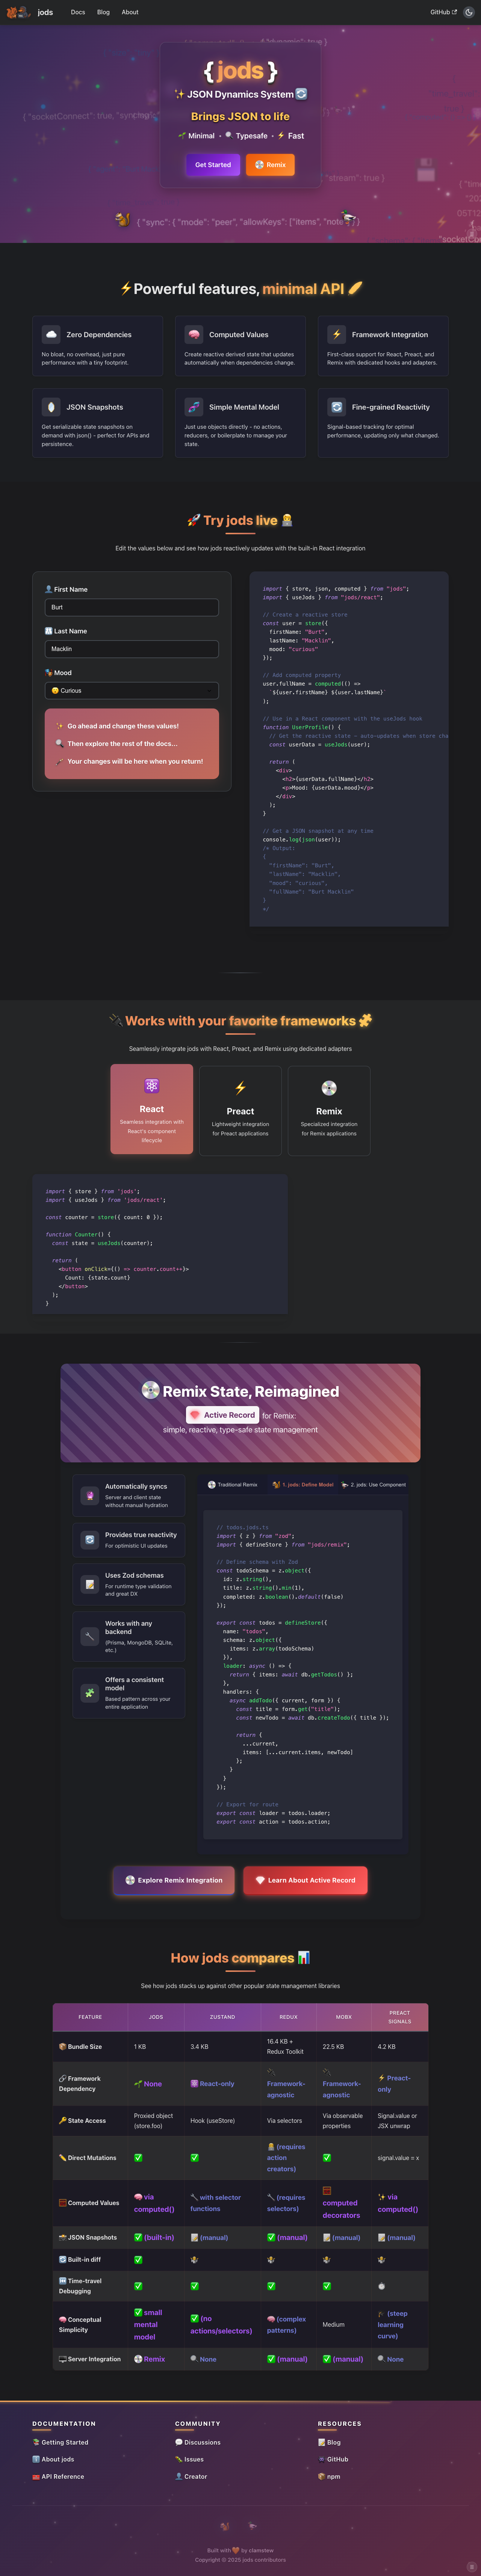 jods
Docs
Blog
About
GitHub
{ jods }
JSON Dynamics System
Brings JSON to life
Minimal • Typesafe • Fast
Get Started
Remix
{ "socketConnect": true, "sync
{ "stream": true }
{ "sync": { "mode": "peer", "allowKeys": ["items", "note
Powerful features, minimal API
Zero Dependencies
No bloat, no overhead, just pure
performance with a tiny footprint.
Computed Values
Create reactive derived state that updates
automatically when dependencies change.
Framework Integration
First-class support for React, Preact, and
Remix with dedicated hooks and adapters.
JSON Snapshots
Get serializable state snapshots on
demand with json() - perfect for APIs and
persistence.
Simple Mental Model
Just use objects directly - no actions,
reducers, or boilerplate to manage your
state.
Fine-grained Reactivity
Signal-based tracking for optimal
performance, updating only what changed.
Try jods live
Edit the values below and see how jods reactively updates with the built-in React integration
First Name
Burt
Last Name
Macklin
Mood
Curious
Go ahead and change these values!
Then explore the rest of the docs...
Your changes will be here when you return!
import { store, json, computed } from "jods";
import { useJods } from "jods/react";
// Create a reactive store
const user = store({
firstName: "Burt",
lastName: "Macklin",
mood: "curious"
});
// Add computed property
user.fullName = computed(() =>
`${user.firstName} ${user.lastName}`
);
// Use in a React component with the useJods hook
function UserProfile() {
// Get the reactive state - auto-updates when store cha
const userData = useJods(user);
return (
<div>
<h2>{userData.fullName}</h2>
<p>Mood: {userData.mood}</p>
</div>
);
}
// Get a JSON snapshot at any time
console.log(json(user));
/* Output:
{
"firstName": "Burt",
"lastName": "Macklin",
"mood": "curious",
"fullName": "Burt Macklin"
}
*/
Works with your favorite frameworks
Seamlessly integrate jods with React, Preact, and Remix using dedicated adapters
React
Seamless integration with
React's component
lifecycle
Preact
Lightweight integration
for Preact applications
Remix
Specialized integration
for Remix applications
import { store } from 'jods';
import { useJods } from 'jods/react';
const counter = store({ count: 0 });
function Counter() {
const state = useJods(counter);
return (
<button onClick={() => counter.count++}>
Count: {state.count}
</button>
);
}
Remix State, Reimagined
Active Record for Remix:
simple, reactive, type-safe state management
Automatically syncs
Server and client state
without manual hydration
Provides true reactivity
For optimistic UI updates
Uses Zod schemas
For runtime type validation
and great DX
Works with any
backend
(Prisma, MongoDB, SQLite,
etc.)
Offers a consistent
model
Based pattern across your
entire application
Traditional Remix
1. jods: Define Model
2. jods: Use Component
// todos.jods.ts
import { z } from "zod";
import { defineStore } from "jods/remix";
// Define schema with Zod
const todoSchema = z.object({
id: z.string(),
title: z.string().min(1),
completed: z.boolean().default(false)
});
export const todos = defineStore({
name: "todos",
schema: z.object({
items: z.array(todoSchema)
}),
loader: async () => {
return { items: await db.getTodos() };
},
handlers: {
async addTodo({ current, form }) {
const title = form.get("title");
const newTodo = await db.createTodo({ title });
return {
...current,
items: [...current.items, newTodo]
};
}
}
});
// Export for route
export const loader = todos.loader;
export const action = todos.action;
Explore Remix Integration
Learn About Active Record
How jods compares
See how jods stacks up against other popular state management libraries
FEATURE JODS ZUSTAND REDUX MOBX PREACT SIGNALS
Bundle Size 1 KB 3.4 KB 16.4 KB + Redux Toolkit 22.5 KB 4.2 KB
Framework Dependency None React-only Framework-agnostic Framework-agnostic Preact-only
State Access Proxied object (store.foo) Hook (useStore) Via selectors Via observable properties Signal.value or JSX unwrap
Direct Mutations ✅ ✅ (requires action creators) ✅ signal.value = x
Computed Values via computed() with selector functions (requires selectors) computed decorators via computed()
JSON Snapshots ✅ (built-in) (manual) ✅ (manual) (manual) (manual)
Built-in diff ✅
Time-travel Debugging ✅ ✅ ✅ ✅
Conceptual Simplicity ✅ small mental model ✅ (no actions/selectors) (complex patterns) Medium (steep learning curve)
Server Integration Remix None ✅ (manual) ✅ (manual) None
DOCUMENTATION
Getting Started
About jods
API Reference
COMMUNITY
Discussions
Issues
Creator
RESOURCES
Blog
GitHub
npm
Built with by clamstew
Copyright © 2025 jods contributors